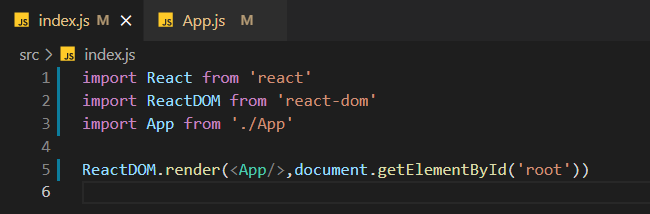 JS index.js M × JS App.js M
src > JS index.js
1 import React from 'react'
2 import ReactDOM from 'react-dom'
3 import App from './App'
4
5 ReactDOM.render(<App/>,document.getElementById('root'))
6